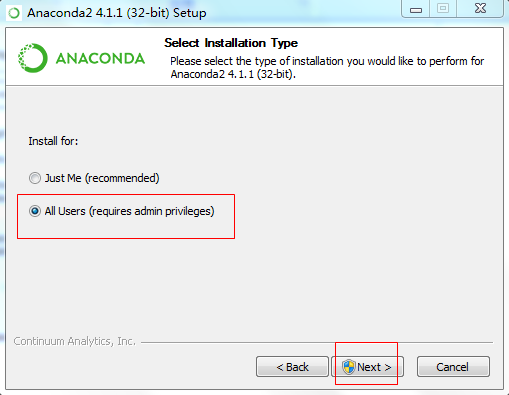 Anaconda2 4.1.1 (32-bit) Setup
ANACONDA
Select Installation Type
Please select the type of installation you would like to perform for
Anaconda2 4.1.1 (32-bit).
Install for:
Just Me (recommended)
All Users (requires admin privileges)
Continuum Analytics, Inc.
< Back
Next >
Cancel